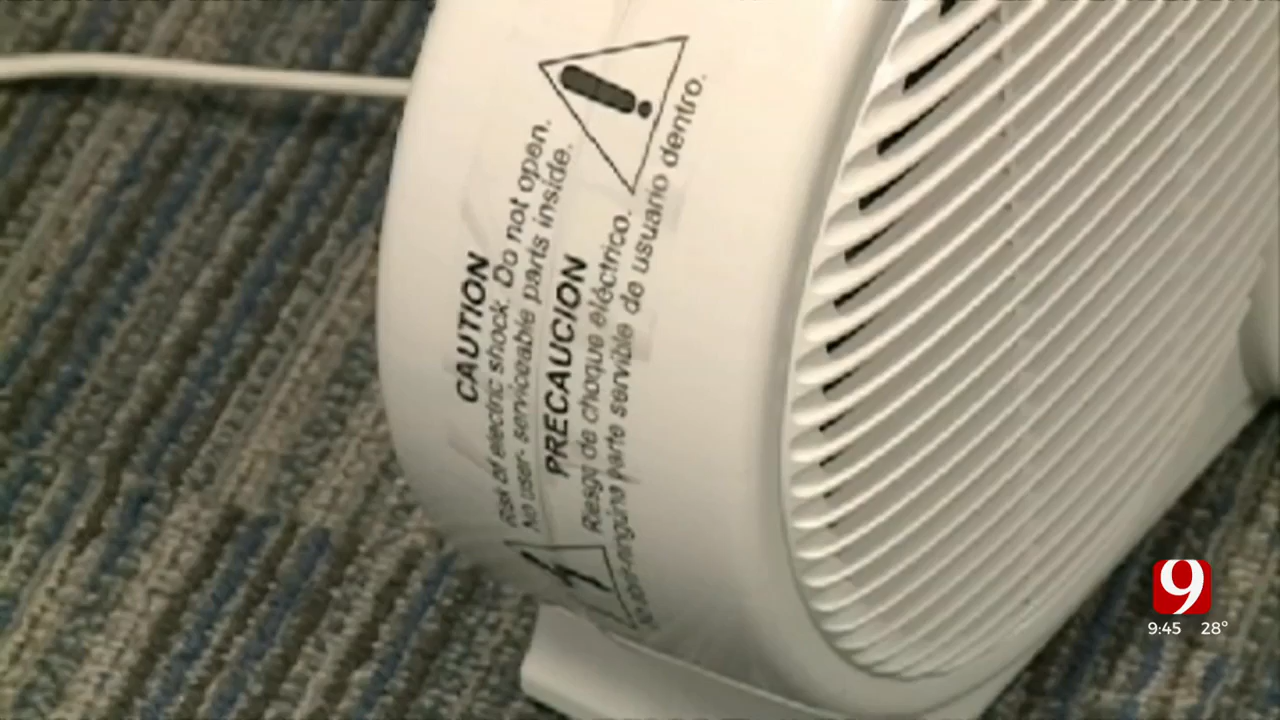 CAUTION
Risk of electric shock. Do not open.
No user- serviceable parts inside.
PRECAUCION
Resgo de choque eléctrico.
parte servible de usuario dentro.
9
9:45 28°